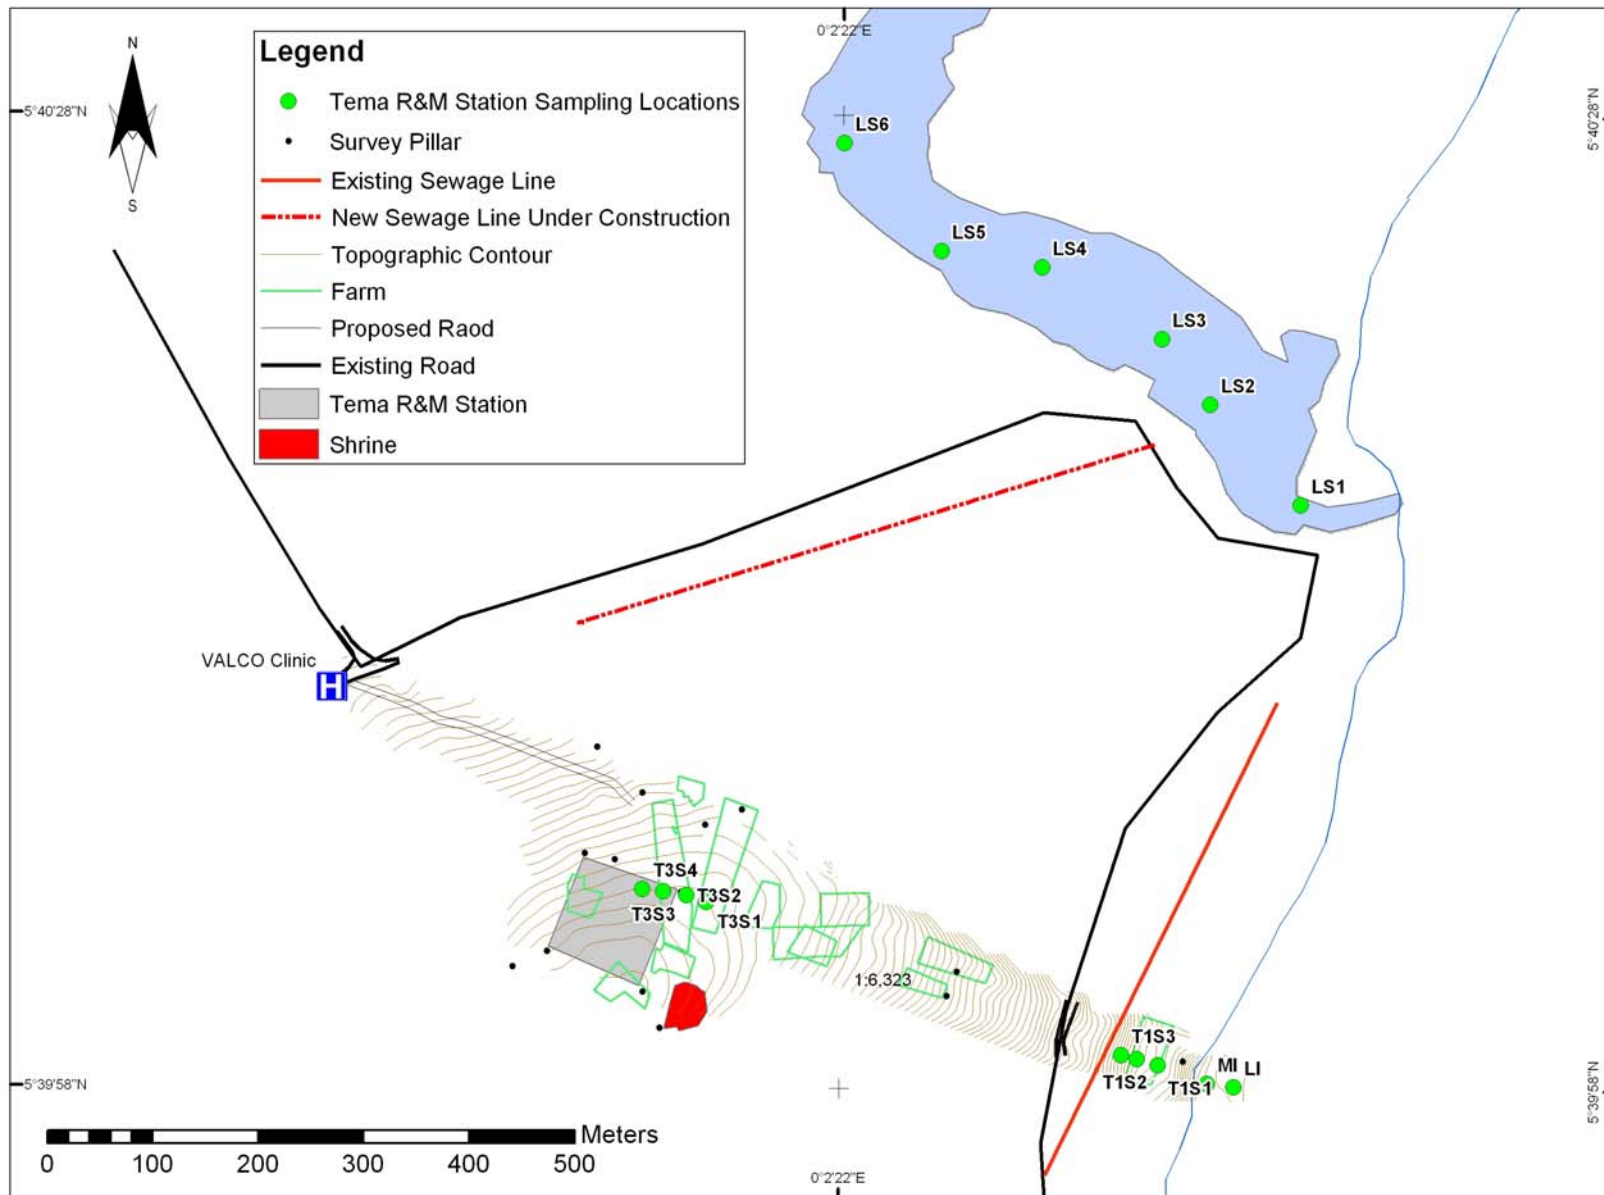 0°2'22"E
Legend
N
Tema R&M Station Sampling Locations
5°40'28"N
5°40'28"N
LS6
Survey Pillar
Existing Sewage Line
S
New Sewage Line Under Construction
LS5
LS4
Topographic Contour
Farm
LS3
Proposed Raod
Existing Road
LS2
Tema R&M Station
Shrine
LS1
VALCO Clinic
H
T3S4
T3S2
T3S3
T3S1
1:6,323
T1S3
MI
LI
T1S2
T1S1
5°39'58"N
5°39'58"N
Meters
0 100 200 300 400 500
0°2'22"E